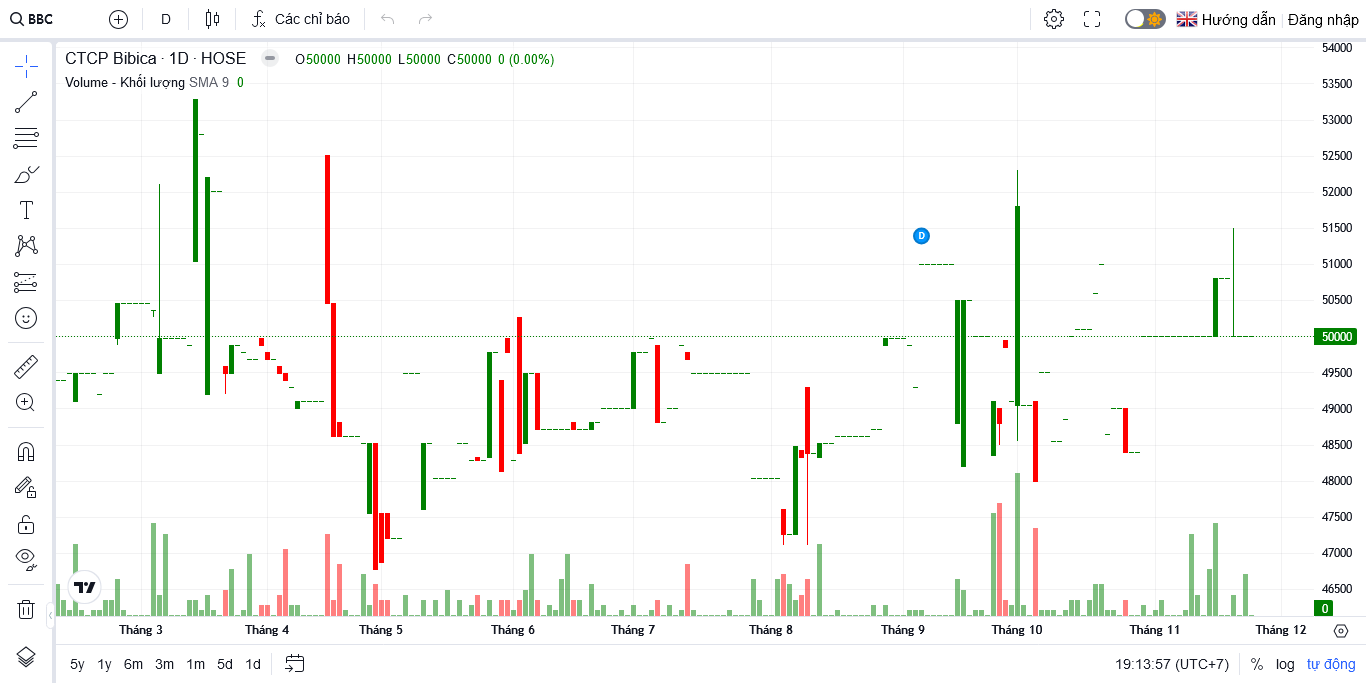 BBC D Các chỉ báo Hướng dẫn Đăng nhập
CTCP Bibica · 1D · HOSE O50000 H50000 L50000 C50000 0 (0.00%)
Volume - Khối lượng SMA 9 0
54000
53500
53000
52500
52000
51500
D
51000
50500
50000
49500
49000
48500
48000
47500
47000
46500
0
Tháng 3 Tháng 4 Tháng 5 Tháng 6 Tháng 7 Tháng 8 Tháng 9 Tháng 10 Tháng 11 Tháng 12
5y 1y 6m 3m 1m 5d 1d 19:13:57 (UTC+7) % log tự động